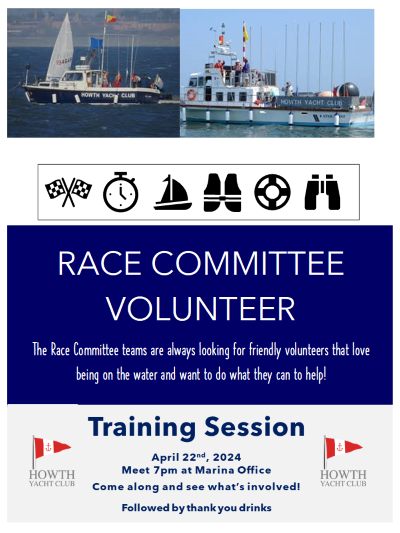 HOWTH YACHT CLUB
HOWTH YACHT CLUB
RACE COMMITTEE
VOLUNTEER
The Race Committee teams are always looking for friendly volunteers that love
being on the water and want to do what they can to help!
Training Session
April 22nd, 2024
Meet 7pm at Marina Office
Come along and see what's involved!
Followed by thank you drinks
HOWTH
YACHT CLUB
HOWTH
YACHT CLUB